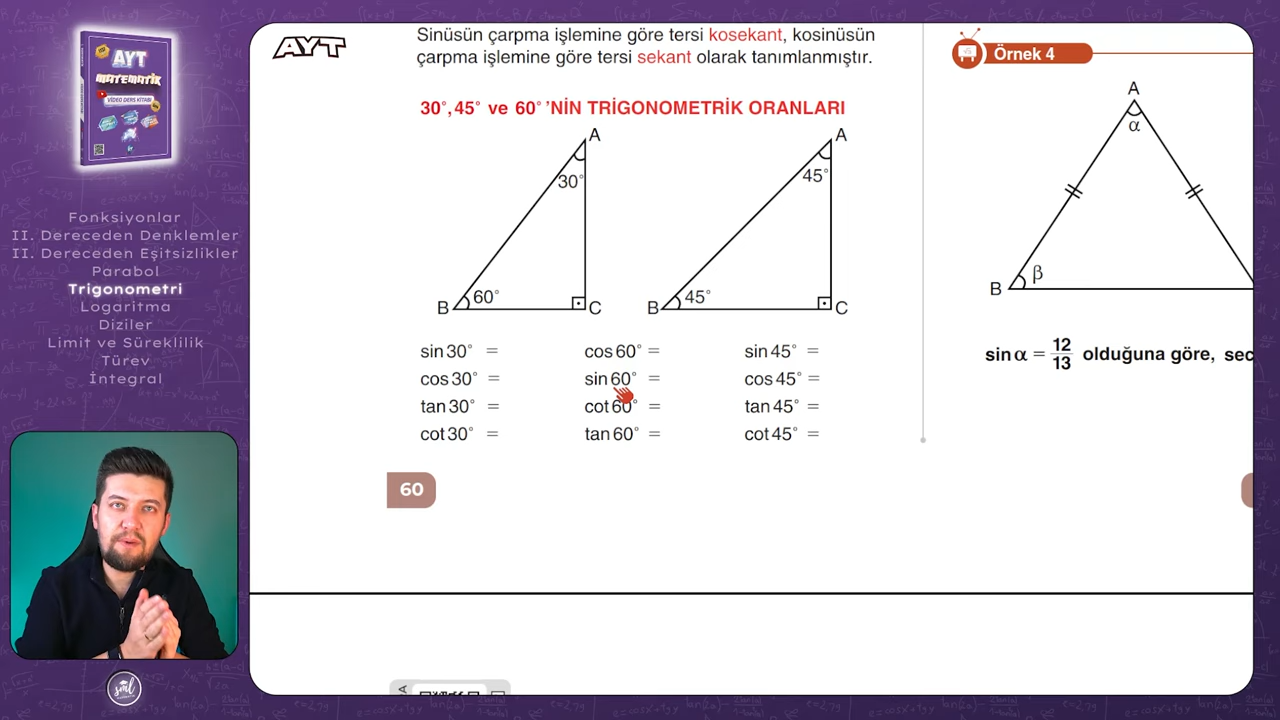 AYT
MATEMATİK
VİDEO DERS KİTABI
Fonksiyonlar
II. Dereceden Denklemler
II. Dereceden Eşitsizlikler
Parabol
Trigonometri
Logaritma
Diziler
Limit ve Süreklilik
Türev
İntegral
sml
AYT
Sinüsün çarpma işlemine göre tersi kosekant, kosinüsün
çarpma işlemine göre tersi sekant olarak tanımlanmıştır.
30°, 45° ve 60° 'NİN TRİGONOMETRİK ORANLARI
A
30°
B
60°
C
A
45°
B
45°
C
sin 30° = cos 60° = sin 45° =
cos 30° = sin 60° = cos 45° =
tan 30° = cot 60° = tan 45° =
cot 30° = tan 60° = cot 45° =
60
Örnek 4
A
α
B
β
sin α = 12/13 olduğuna göre, sec
A